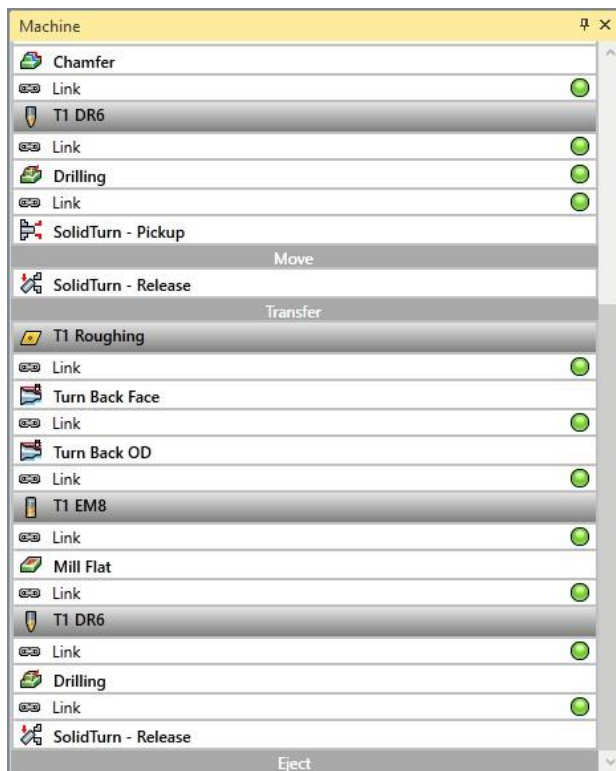 Machine
Chamfer
Link
T1 DR6
Link
Drilling
Link
SolidTurn - Pickup
Move
SolidTurn - Release
Transfer
T1 Roughing
Link
Turn Back Face
Link
Turn Back OD
Link
T1 EM8
Link
Mill Flat
Link
T1 DR6
Link
Drilling
Link
SolidTurn - Release
Eject